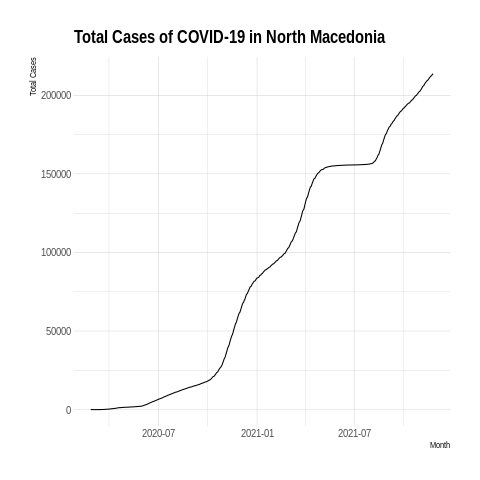 Total Cases of COVID-19 in North Macedonia
Total Cases
200000
150000
100000
50000
0
2020-07 2021-01 2021-07
Month